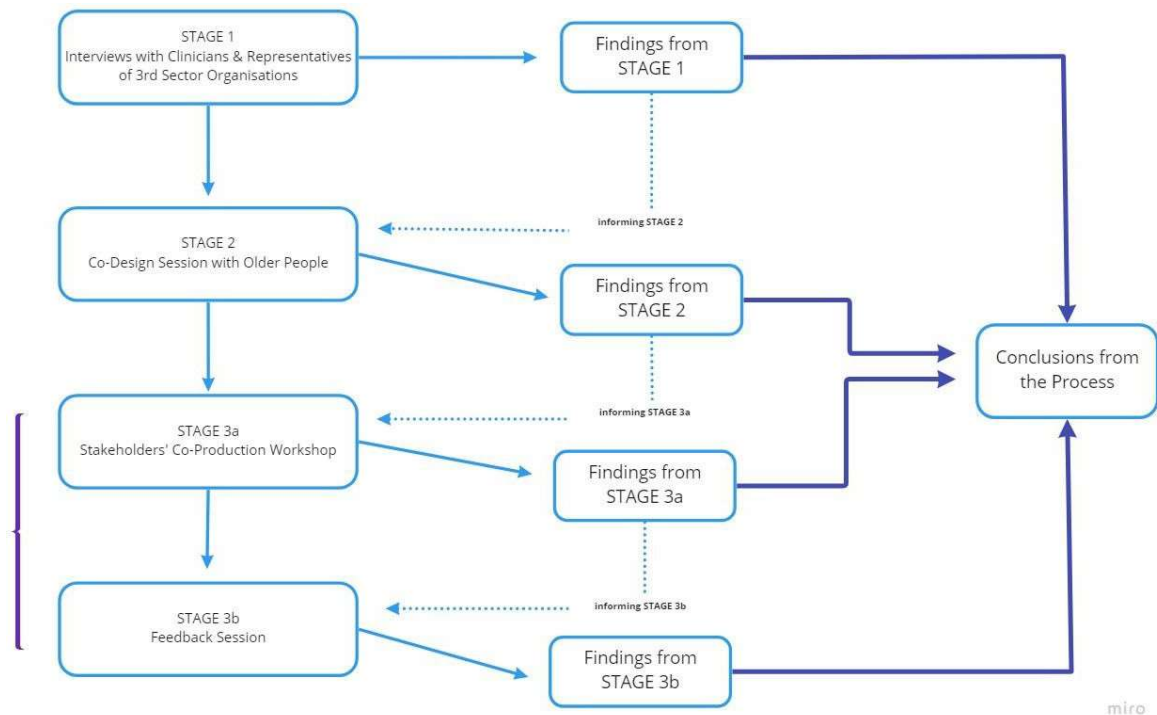 STAGE 1
Interviews with Clinicians & Representatives
of 3rd Sector Organisations
Findings from
STAGE 1
informing STAGE 2
STAGE 2
Co-Design Session with Older People
Findings from
STAGE 2
Conclusions from
the Process
informing STAGE 3a
STAGE 3a
Stakeholders' Co-Production Workshop
Findings from
STAGE 3a
informing STAGE 3b
STAGE 3b
Feedback Session
Findings from
STAGE 3b
miro